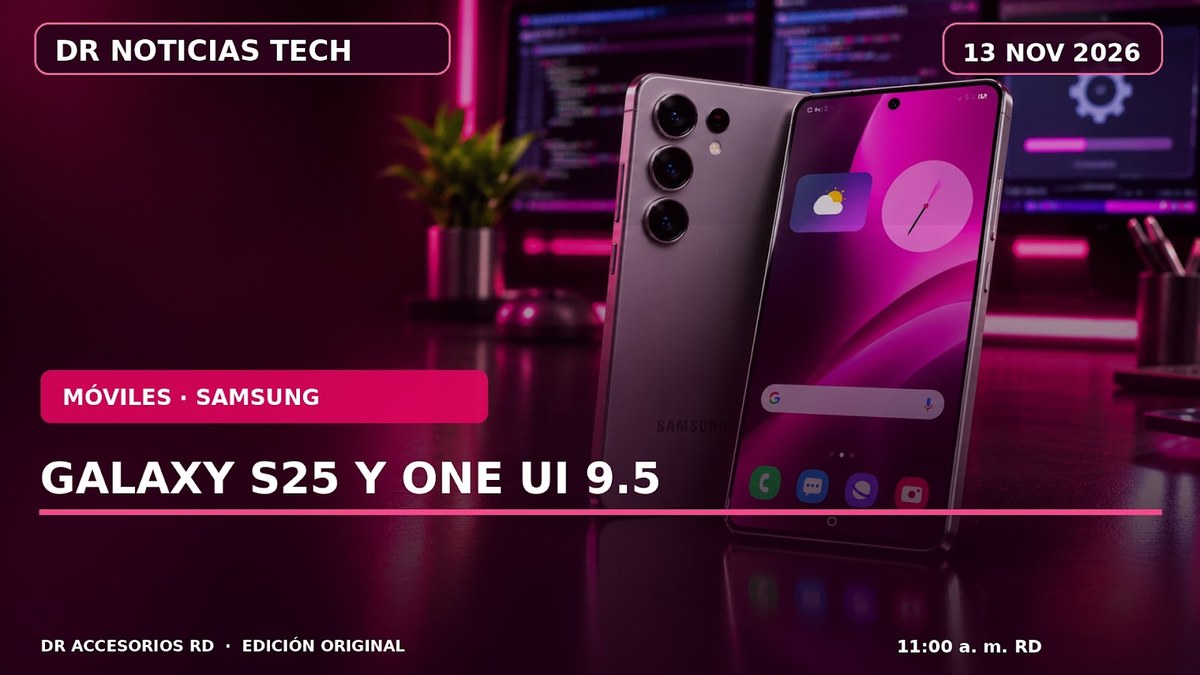 DR NOTICIAS TECH
13 NOV 2026
SAMSUNG
MÓVILES · SAMSUNG
GALAXY S25 Y ONE UI 9.5
DR ACCESORIOS RD · EDICIÓN ORIGINAL
11:00 a. m. RD